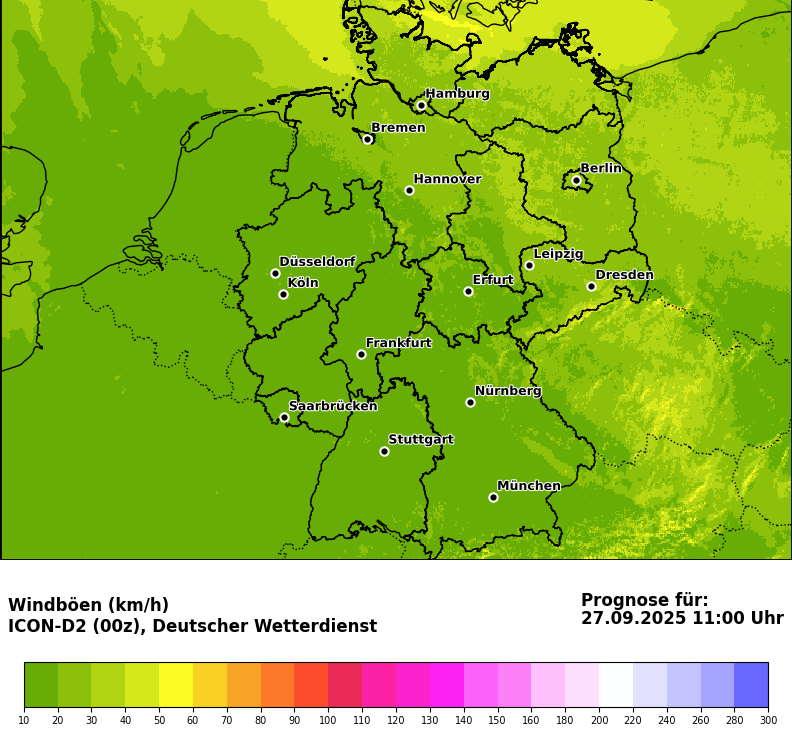 Hamburg
Bremen
Berlin
Hannover
Leipzig
Düsseldorf
Dresden
Köln
Erfurt
Frankfurt
Nürnberg
Saarbrücken
Stuttgart
München
Windböen (km/h)
ICON-D2 (00z), Deutscher Wetterdienst
Prognose für:
27.09.2025 11:00 Uhr
10 20 30 40 50 60 70 80 90 100 110 120 130 140 150 160 180 200 220 240 260 280 300